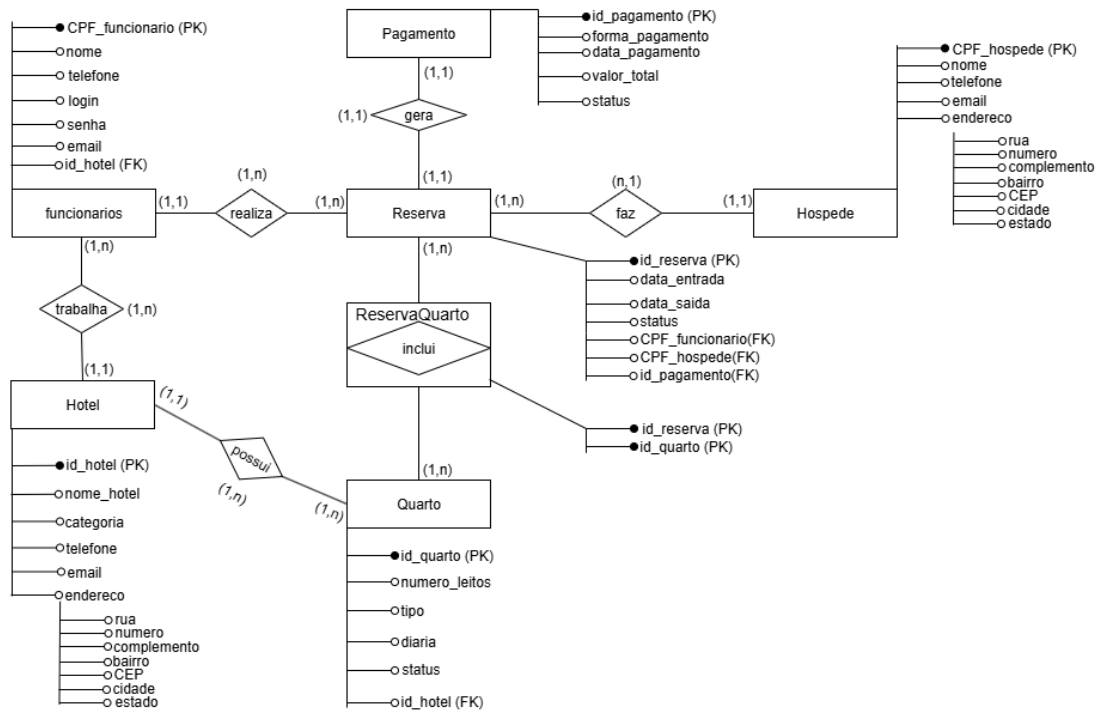 CPF_funcionario (PK)
nome
telefone
login
senha
email
id_hotel (FK)
Pagamento
id_pagamento (PK)
forma_pagamento
data_pagamento
valor_total
status
(1,1)
(1,1)
gera
(1,1)
CPF_hospede (PK)
nome
telefone
email
endereco
rua
numero
complemento
bairro
CEP
cidade
estado
funcionarios
(1,1)
(1,n)
realiza
(1,n)
Reserva
(1,n)
(n,1)
faz
(1,1)
Hospede
(1,n)
trabalha
(1,n)
(1,1)
(1,n)
id_reserva (PK)
data_entrada
data_saida
status
CPF_funcionario(FK)
CPF_hospede(FK)
id_pagamento(FK)
ReservaQuarto
inclui
id_reserva (PK)
id_quarto (PK)
Hotel
(1,1)
possui
(1,n)
(1,n)
(1,n)
Quarto
id_hotel (PK)
nome_hotel
categoria
telefone
email
endereco
rua
numero
complemento
bairro
CEP
cidade
estado
id_quarto (PK)
numero_leitos
tipo
diaria
status
id_hotel (FK)